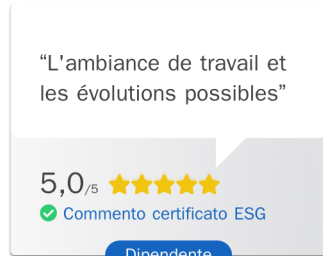 “L'ambiance de travail et
les évolutions possibles”
5,0/5
Commento certificato ESG
Dipendente